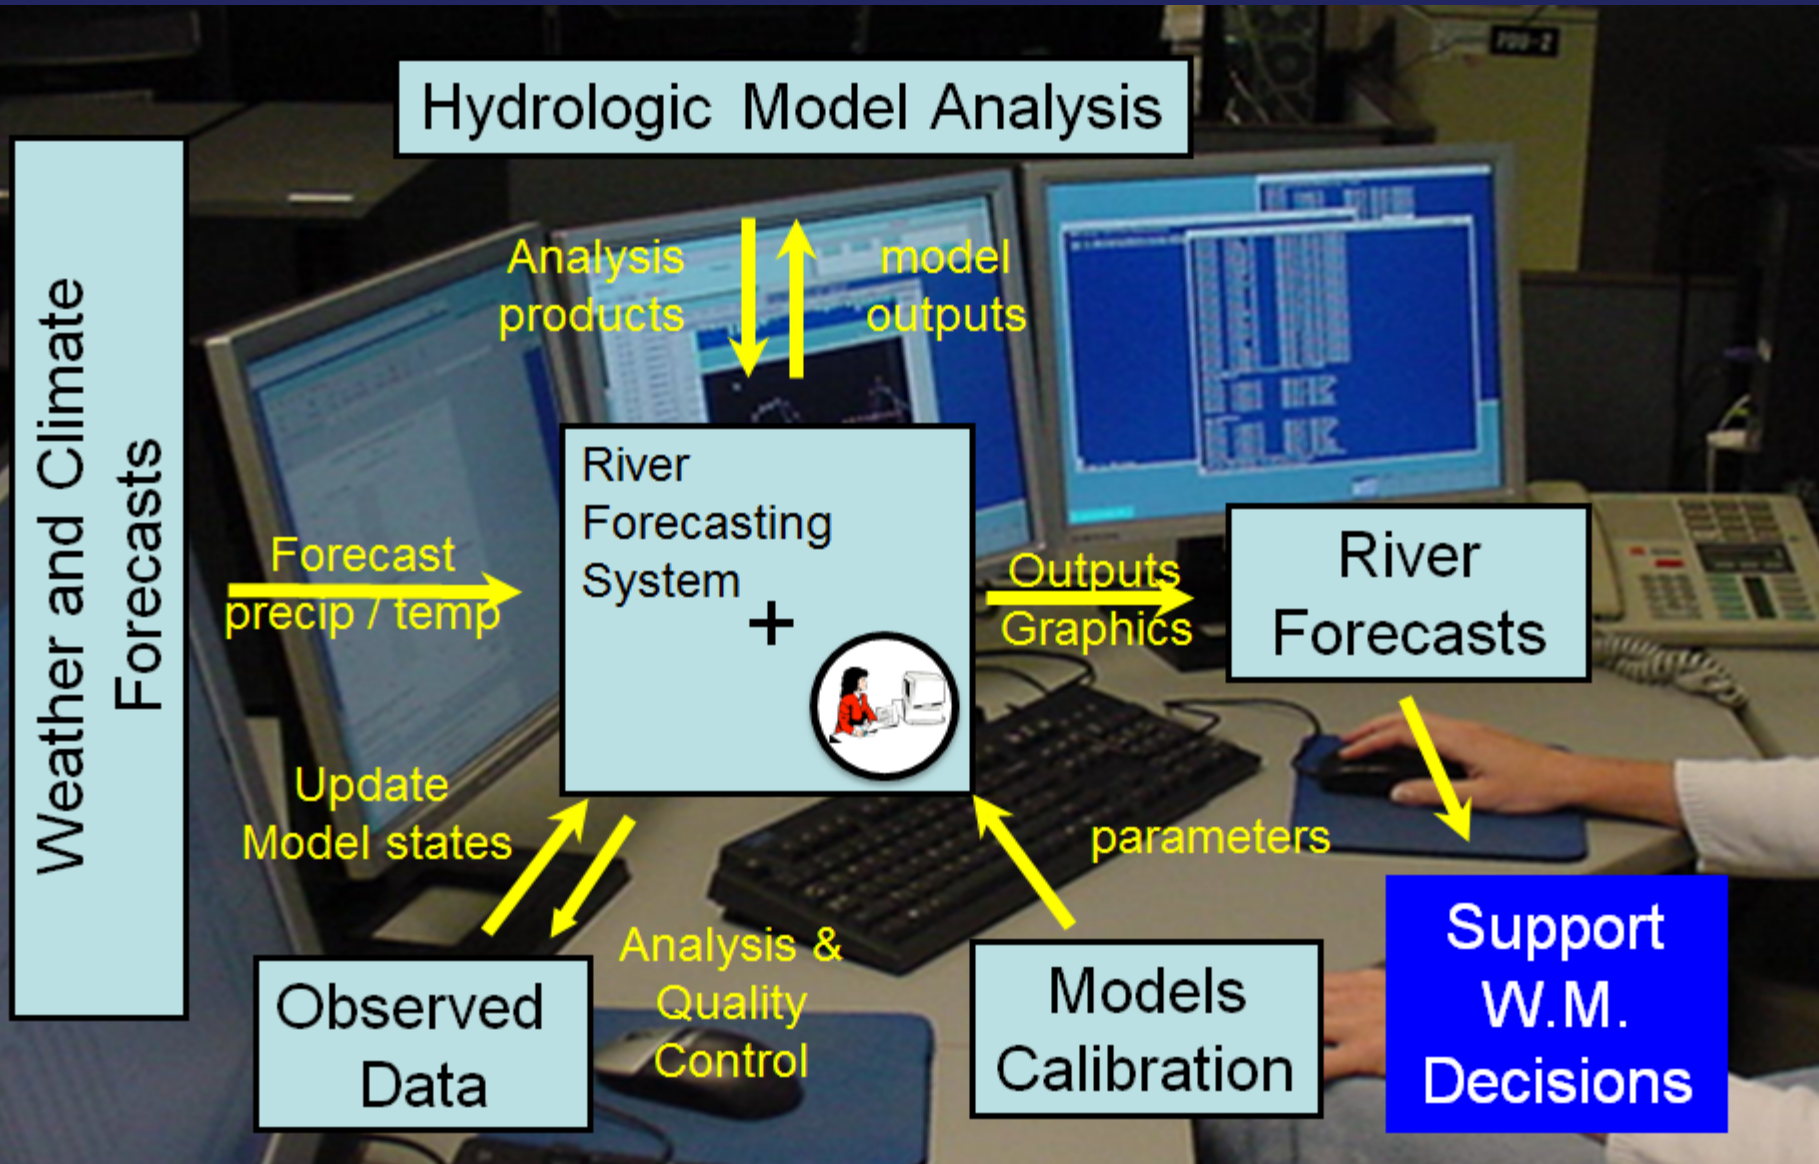 Hydrologic Model Analysis
Weather and Climate
Forecasts
Analysis
products
model
outputs
River
Forecasting
System
+
Forecast
precip / temp
Outputs
Graphics
River
Forecasts
Update
Model states
parameters
Analysis &
Quality
Control
Observed
Data
Models
Calibration
Support
W.M.
Decisions